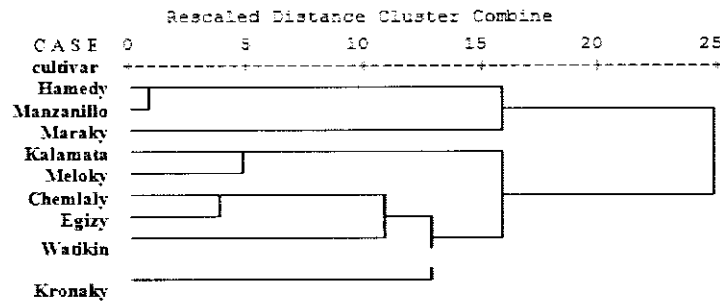 Rescaled Distance Cluster Combine
CASE 0 5 10 15 20 25
cultivar
Hamedy
Manzanillo
Maraky
Kalamata
Meloky
Chemlaly
Egizy
Watikin
Kronaky